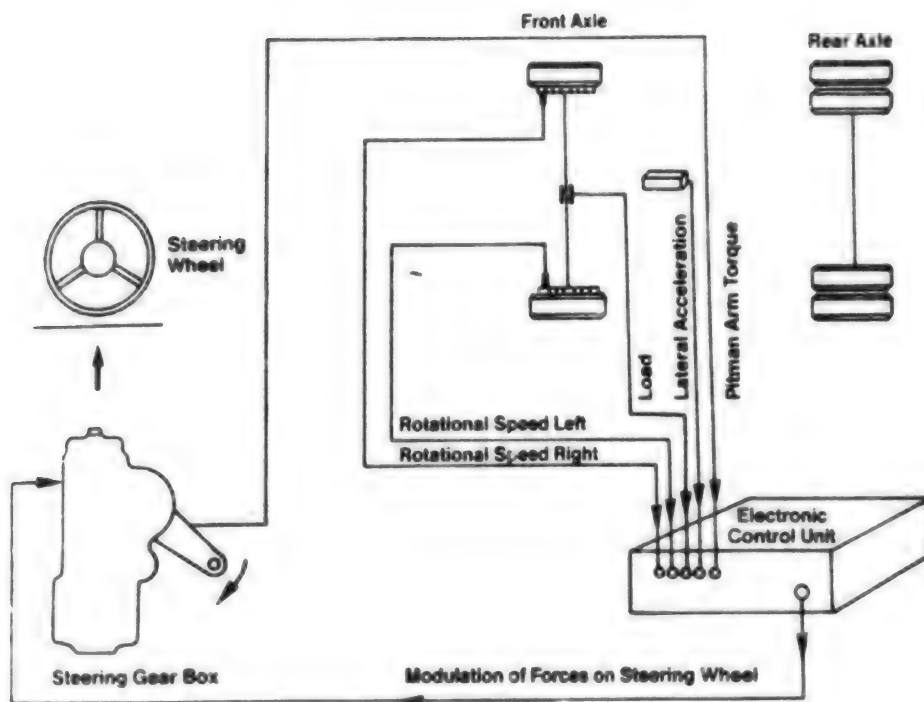 Front Axle
Rear Axle
Steering
Wheel
Load
Lateral Acceleration
Pitman Arm Torque
Rotational Speed Left
Rotational Speed Right
Electronic
Control Unit
Steering Gear Box
Modulation of Forces on Steering Wheel